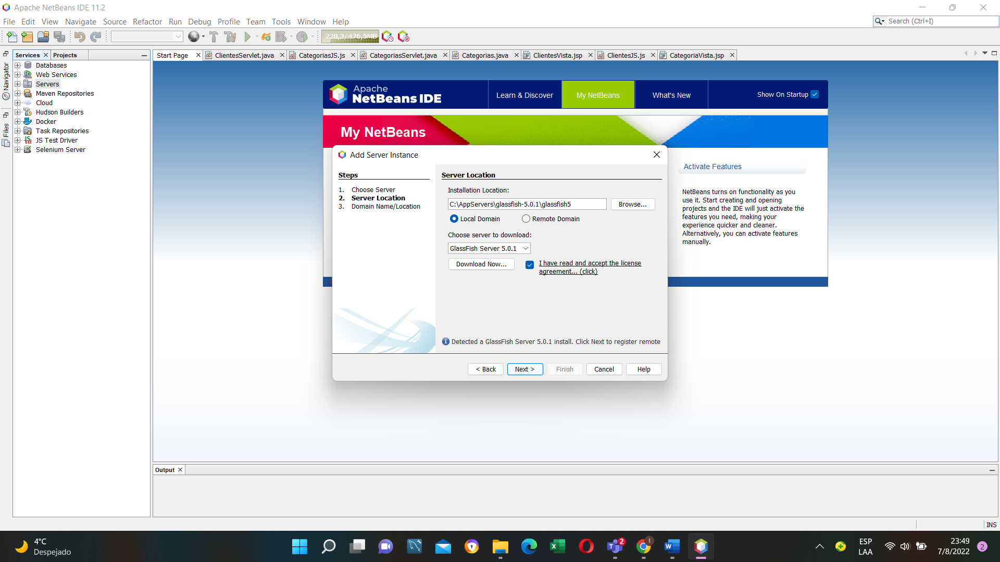 Apache NetBeans IDE 11.2
File Edit View Navigate Source Refactor Run Debug Profile Team Tools Window Help
Search (Ctrl+I)
228,3/476,5MB
Services Projects
Start Page ClientesServlet.java CategoriasJS.js CategoriasServlet.java Categorias.java ClientesVista.jsp ClientesJS.js CategoriaVista.jsp
Navigator
Files
Databases
Web Services
Servers
Maven Repositories
Cloud
Hudson Builders
Docker
Task Repositories
JS Test Driver
Selenium Server
Apache
NetBeans IDE
Learn & Discover
My NetBeans
What's New
Show On Startup
My NetBeans
Activate Features
NetBeans turns on functionality as you
use it. Start creating and opening
projects and the IDE will just activate the
features you need, making your
experience quicker and cleaner.
Alternatively, you can activate features
manually.
Add Server Instance
Steps
1. Choose Server
2. Server Location
3. Domain Name/Location
Server Location
Installation Location:
C:\AppServers\glassfish-5.0.1\glassfish5
Browse...
Local Domain
Remote Domain
Choose server to download:
GlassFish Server 5.0.1
Download Now...
I have read and accept the license
agreement... (click)
Detected a GlassFish Server 5.0.1 install. Click Next to register remote
< Back
Next >
Finish
Cancel
Help
Output
INS
4°C
Despejado
2
ESP
LAA
23:49
7/8/2022
2